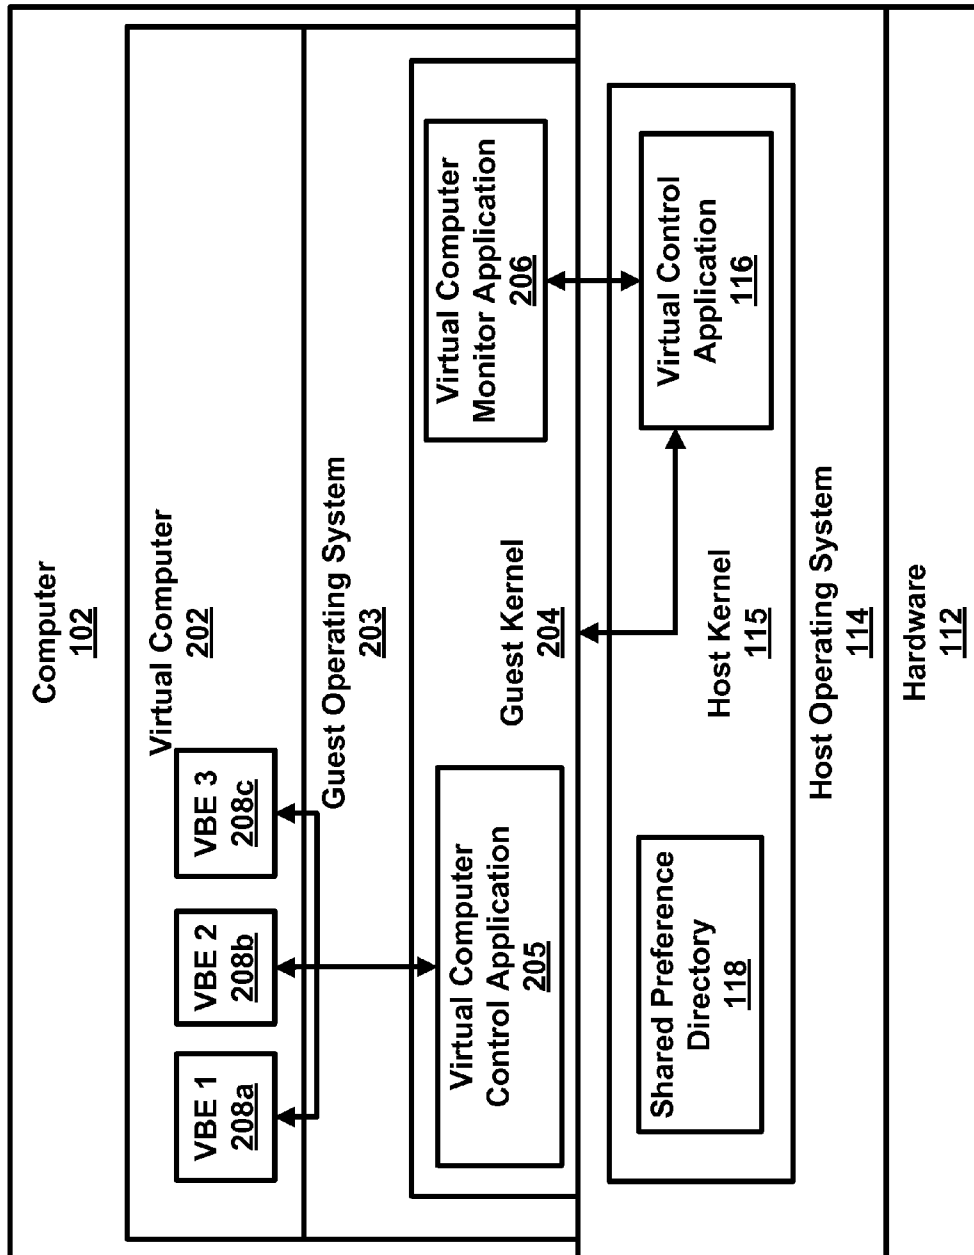 Computer
102
Virtual Computer
202
VBE 1
208a
VBE 2
208b
VBE 3
208c
Guest Operating System
203
Guest Kernel
204
Virtual Computer
Control Application
205
Virtual Computer
Monitor Application
206
Host Kernel
115
Shared Preference
Directory
118
Virtual Control
Application
116
Host Operating System
114
Hardware
112